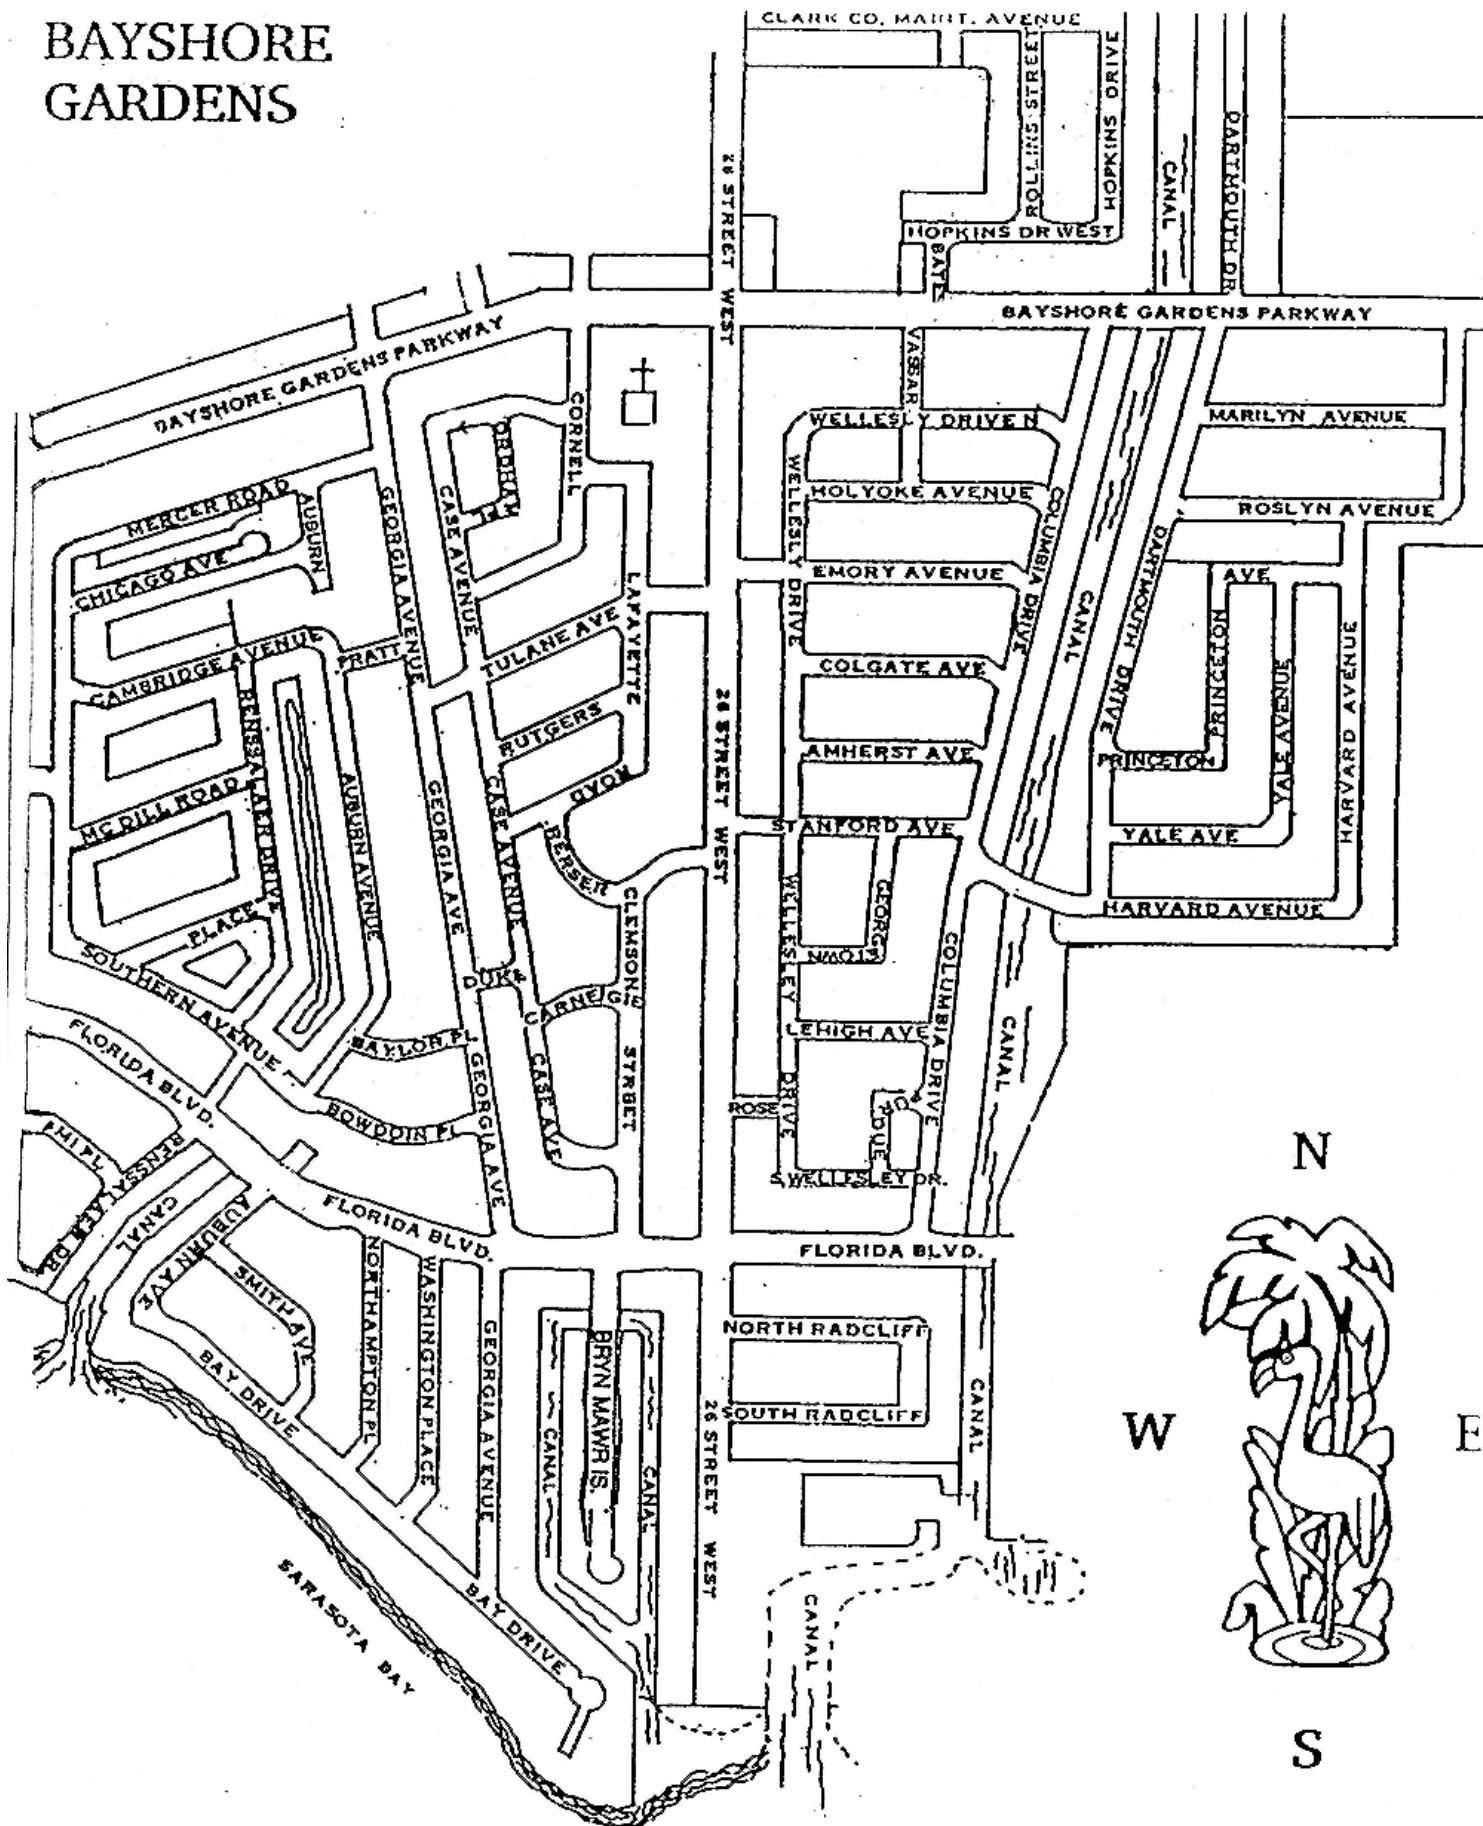 BAYSHORE
GARDENS
CLARK CO. MAINT. AVENUE
ROLLINS STREET
HOPKINS DRIVE
CANAL
DARTMOUTH DR
26 STREET WEST
HOPKINS DR WEST
BATE
BAYSHORE GARDENS PARKWAY
BAYSHORE GARDENS PARKWAY
VASSAR
CORNELL
WELLESLY DRIVE N
MARILYN AVENUE
FORDHAM
PL
MERCER ROAD
AUBURN
GEORGIA AVENUE
CASE AVENUE
WELLESLY DRIVE
HOLYOKE AVENUE
COLUMBIA DRIVE
ROSLYN AVENUE
DARTMOUTH DRIVE
CHICAGO AVE
LAFAYETTE
EMORY AVENUE
CANAL
AVE
PRINCETON
CAMBRIDGE AVENUE
PRATT
TULANE AVE
COLGATE AVE
YALE AVENUE
HARVARD AVENUE
RENSSALAER DRIVE
RUTGERS
ROAD
26 STREET WEST
AMHERST AVE
PRINCETON
MC DILL ROAD
AUBURN AVENUE
GEORGIA AVE
CASE AVENUE
STANFORD AVE
YALE AVE
BERSER
CLEMSON
STREET
WELLESLEY
DRIVE
GEORG
HARVARD AVENUE
PLACE
SOUTHERN AVENUE
DUKE
CARNEIGIE
COLUMBIA DRIVE
LEHIGH AVE
CANAL
FLORIDA BLVD.
BAYLOR PL
GEORGIA AVE
CASE AVE
ROSE
PURDUE
BOWDOIN PL
S.WELLESLEY DR.
RENSSALAER DR
CANAL
AUBURN AVE
FLORIDA BLVD.
FLORIDA BLVD.
SMITH AVE
NORTHAMPTON PL
WASHINGTON PLACE
GEORGIA AVENUE
BAY DRIVE
CANAL
BRYN MAWR IS.
CANAL
NORTH RADCLIFF
SOUTH RADCLIFF
26 STREET WEST
CANAL
BAY DRIVE
SARASOTA BAY
CANAL
N
W
E
S